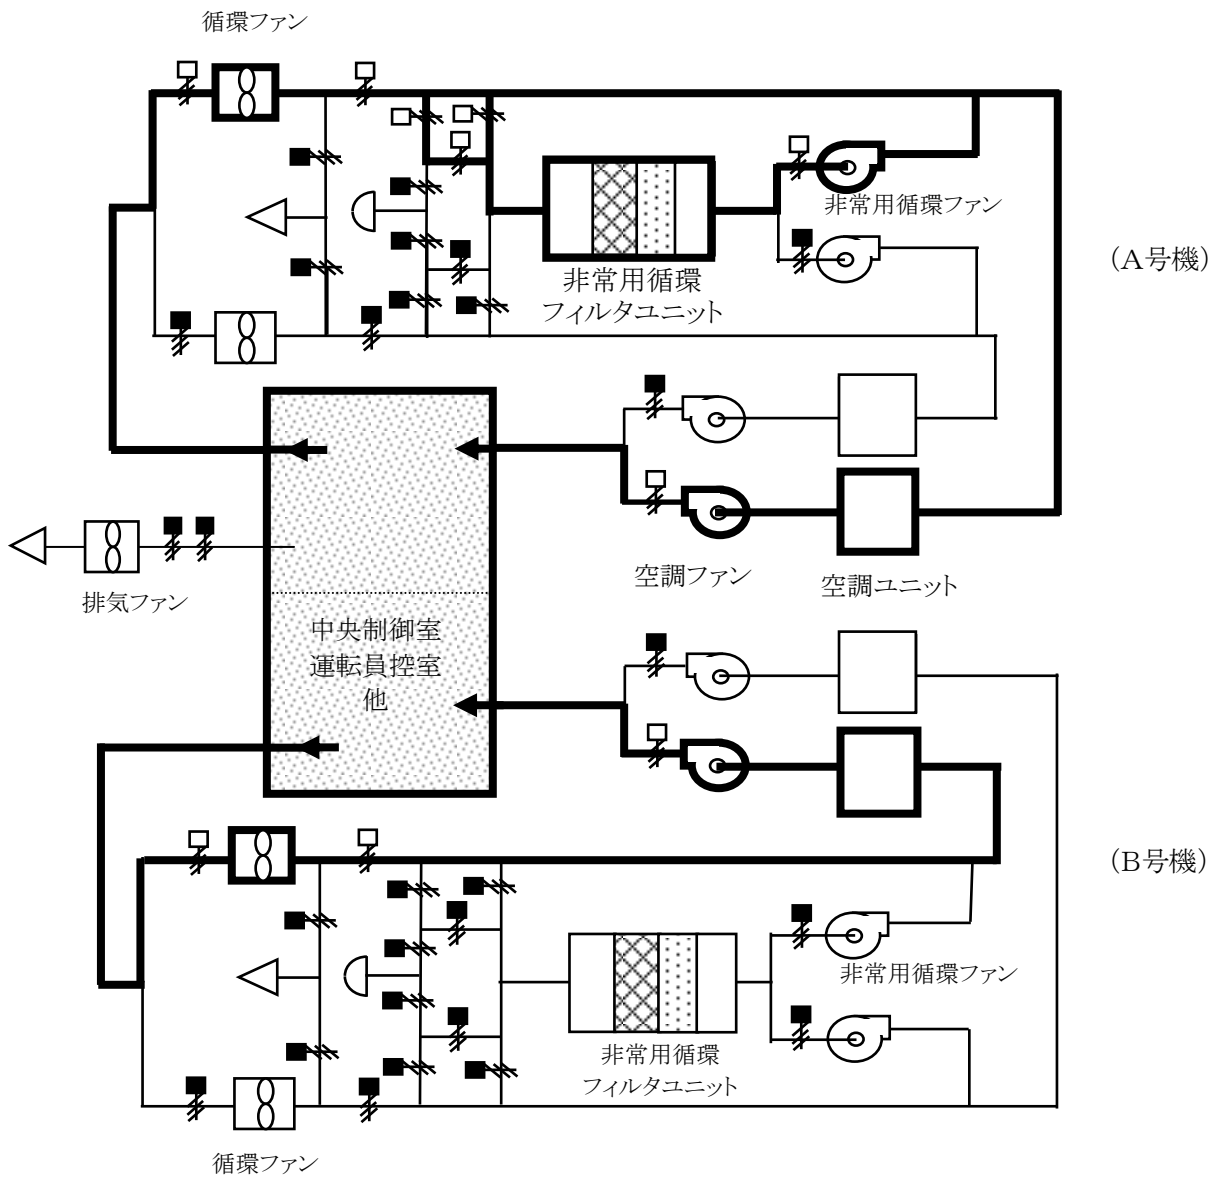 循環ファン
非常用循環ファン
(A号機)
非常用循環
フィルタユニット
空調ファン
空調ユニット
排気ファン
中央制御室
運転員控室
他
(B号機)
非常用循環ファン
非常用循環
フィルタユニット
循環ファン